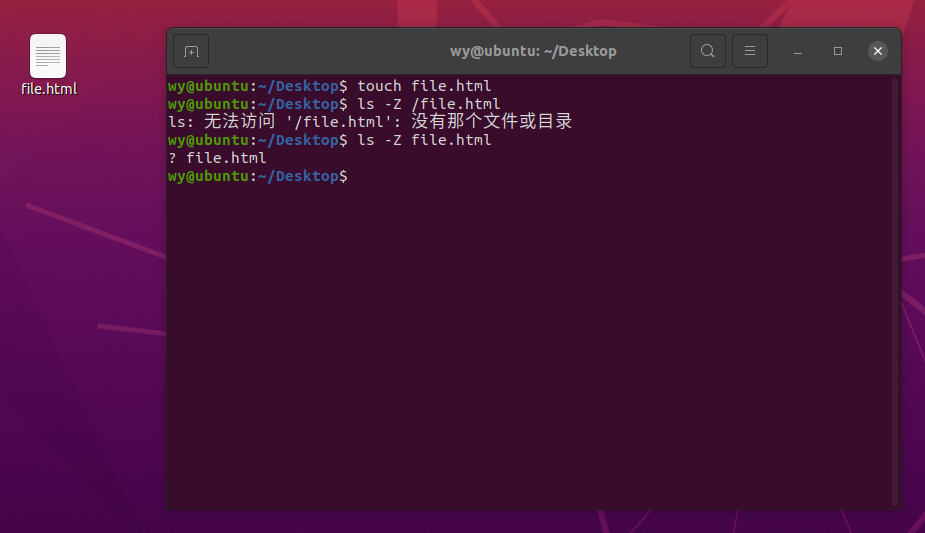 file.html
wy@ubuntu: ~/Desktop
wy@ubuntu:~/Desktop$ touch file.html
wy@ubuntu:~/Desktop$ ls -Z /file.html
ls: 无法访问 '/file.html': 没有那个文件或目录
wy@ubuntu:~/Desktop$ ls -Z file.html
? file.html
wy@ubuntu:~/Desktop$